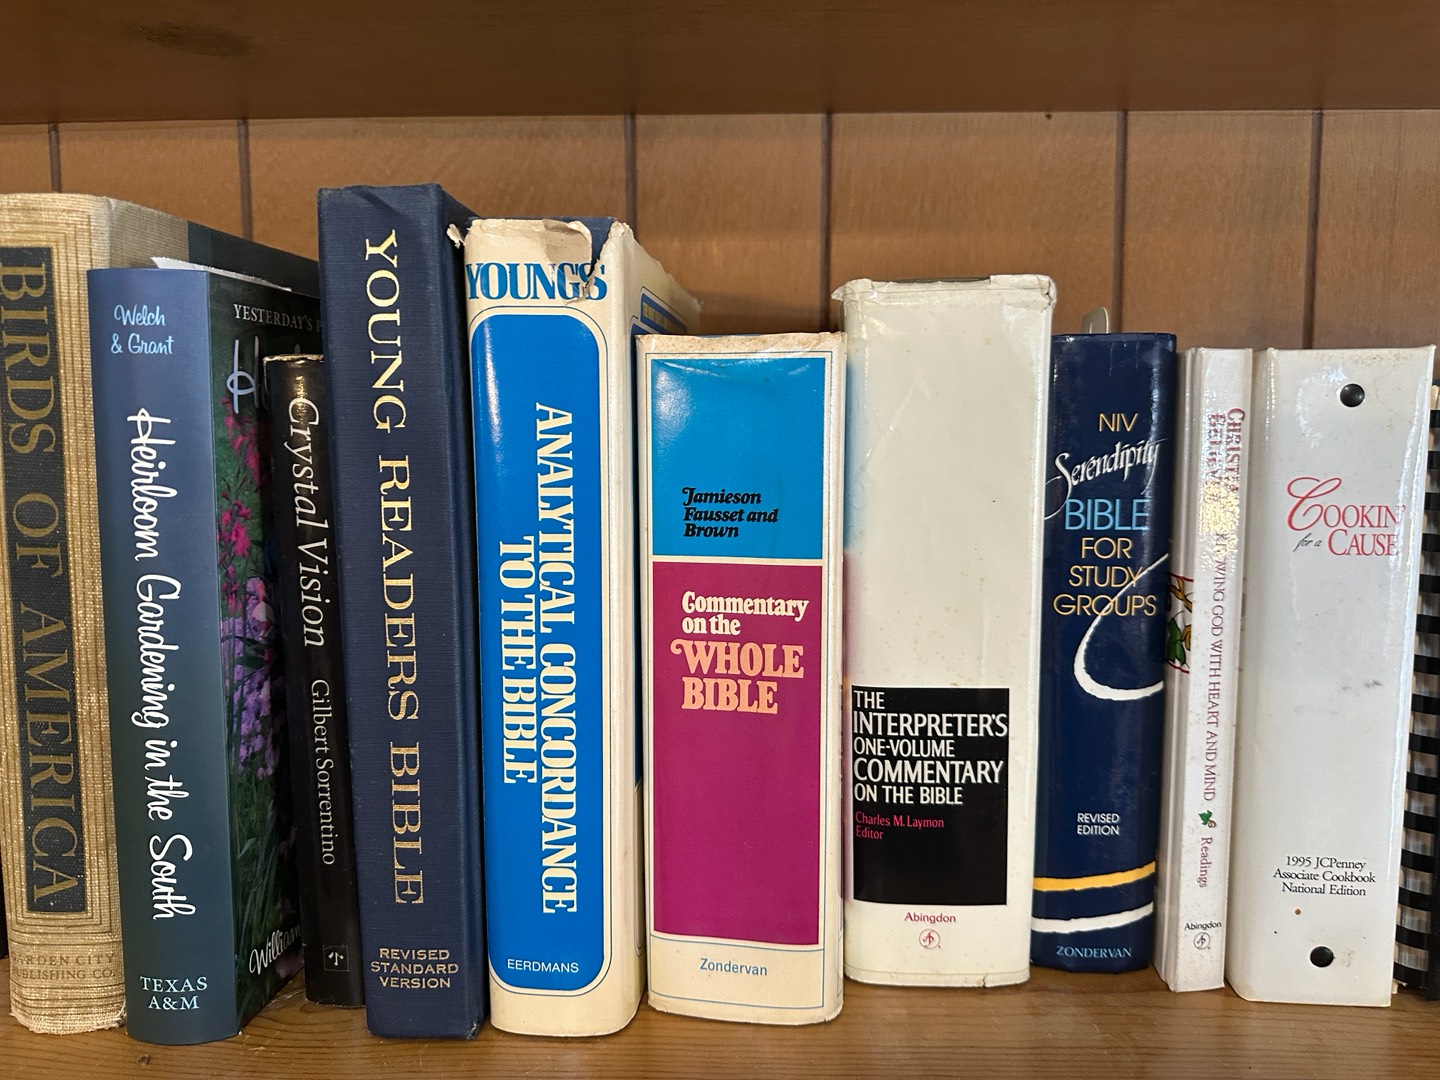 BIRDS OF AMERICA
GARDEN CITY
PUBLISHING CO.
Welch
& Grant
Heirloom Gardening in the South
TEXAS
A&M
YESTERDAY'S
William
Crystal Vision
Gilbert Sorrentino
YOUNG READERS BIBLE
REVISED
STANDARD
VERSION
YOUNG'S
ANALYTICAL CONCORDANCE
TO THE BIBLE
EERDMANS
Jamieson
Fausset and
Brown
Commentary
on the
WHOLE
BIBLE
Zondervan
THE
INTERPRETER'S
ONE-VOLUME
COMMENTARY
ON THE BIBLE
Charles M. Laymon
Editor
Abingdon
NIV
Serendipity
BIBLE
FOR
STUDY
GROUPS
REVISED
EDITION
ZONDERVAN
GOD WITH HEART AND MIND
Readings
Abingdon
COOKIN'
for a CAUSE
1995 JCPenney
Associate Cookbook
National Edition